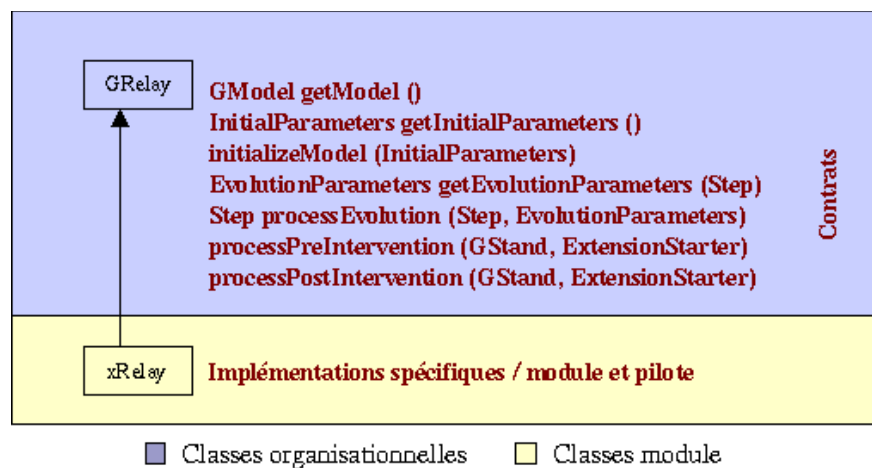 GRelay
GModel getModel ()
InitialParameters getInitialParameters ()
initializeModel (InitialParameters)
EvolutionParameters getEvolutionParameters (Step)
Step processEvolution (Step, EvolutionParameters)
processPreIntervention (GStand, ExtensionStarter)
processPostIntervention (GStand, ExtensionStarter)
Contrats
xRelay
Implémentations spécifiques / module et pilote
Classes organisationnelles
Classes module